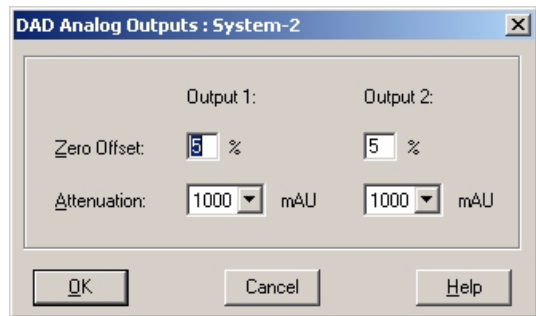 DAD Analog Outputs : System-2
Output 1: Output 2:
Zero Offset: 5 % 5 %
Attenuation: 1000 mAU 1000 mAU
OK Cancel Help